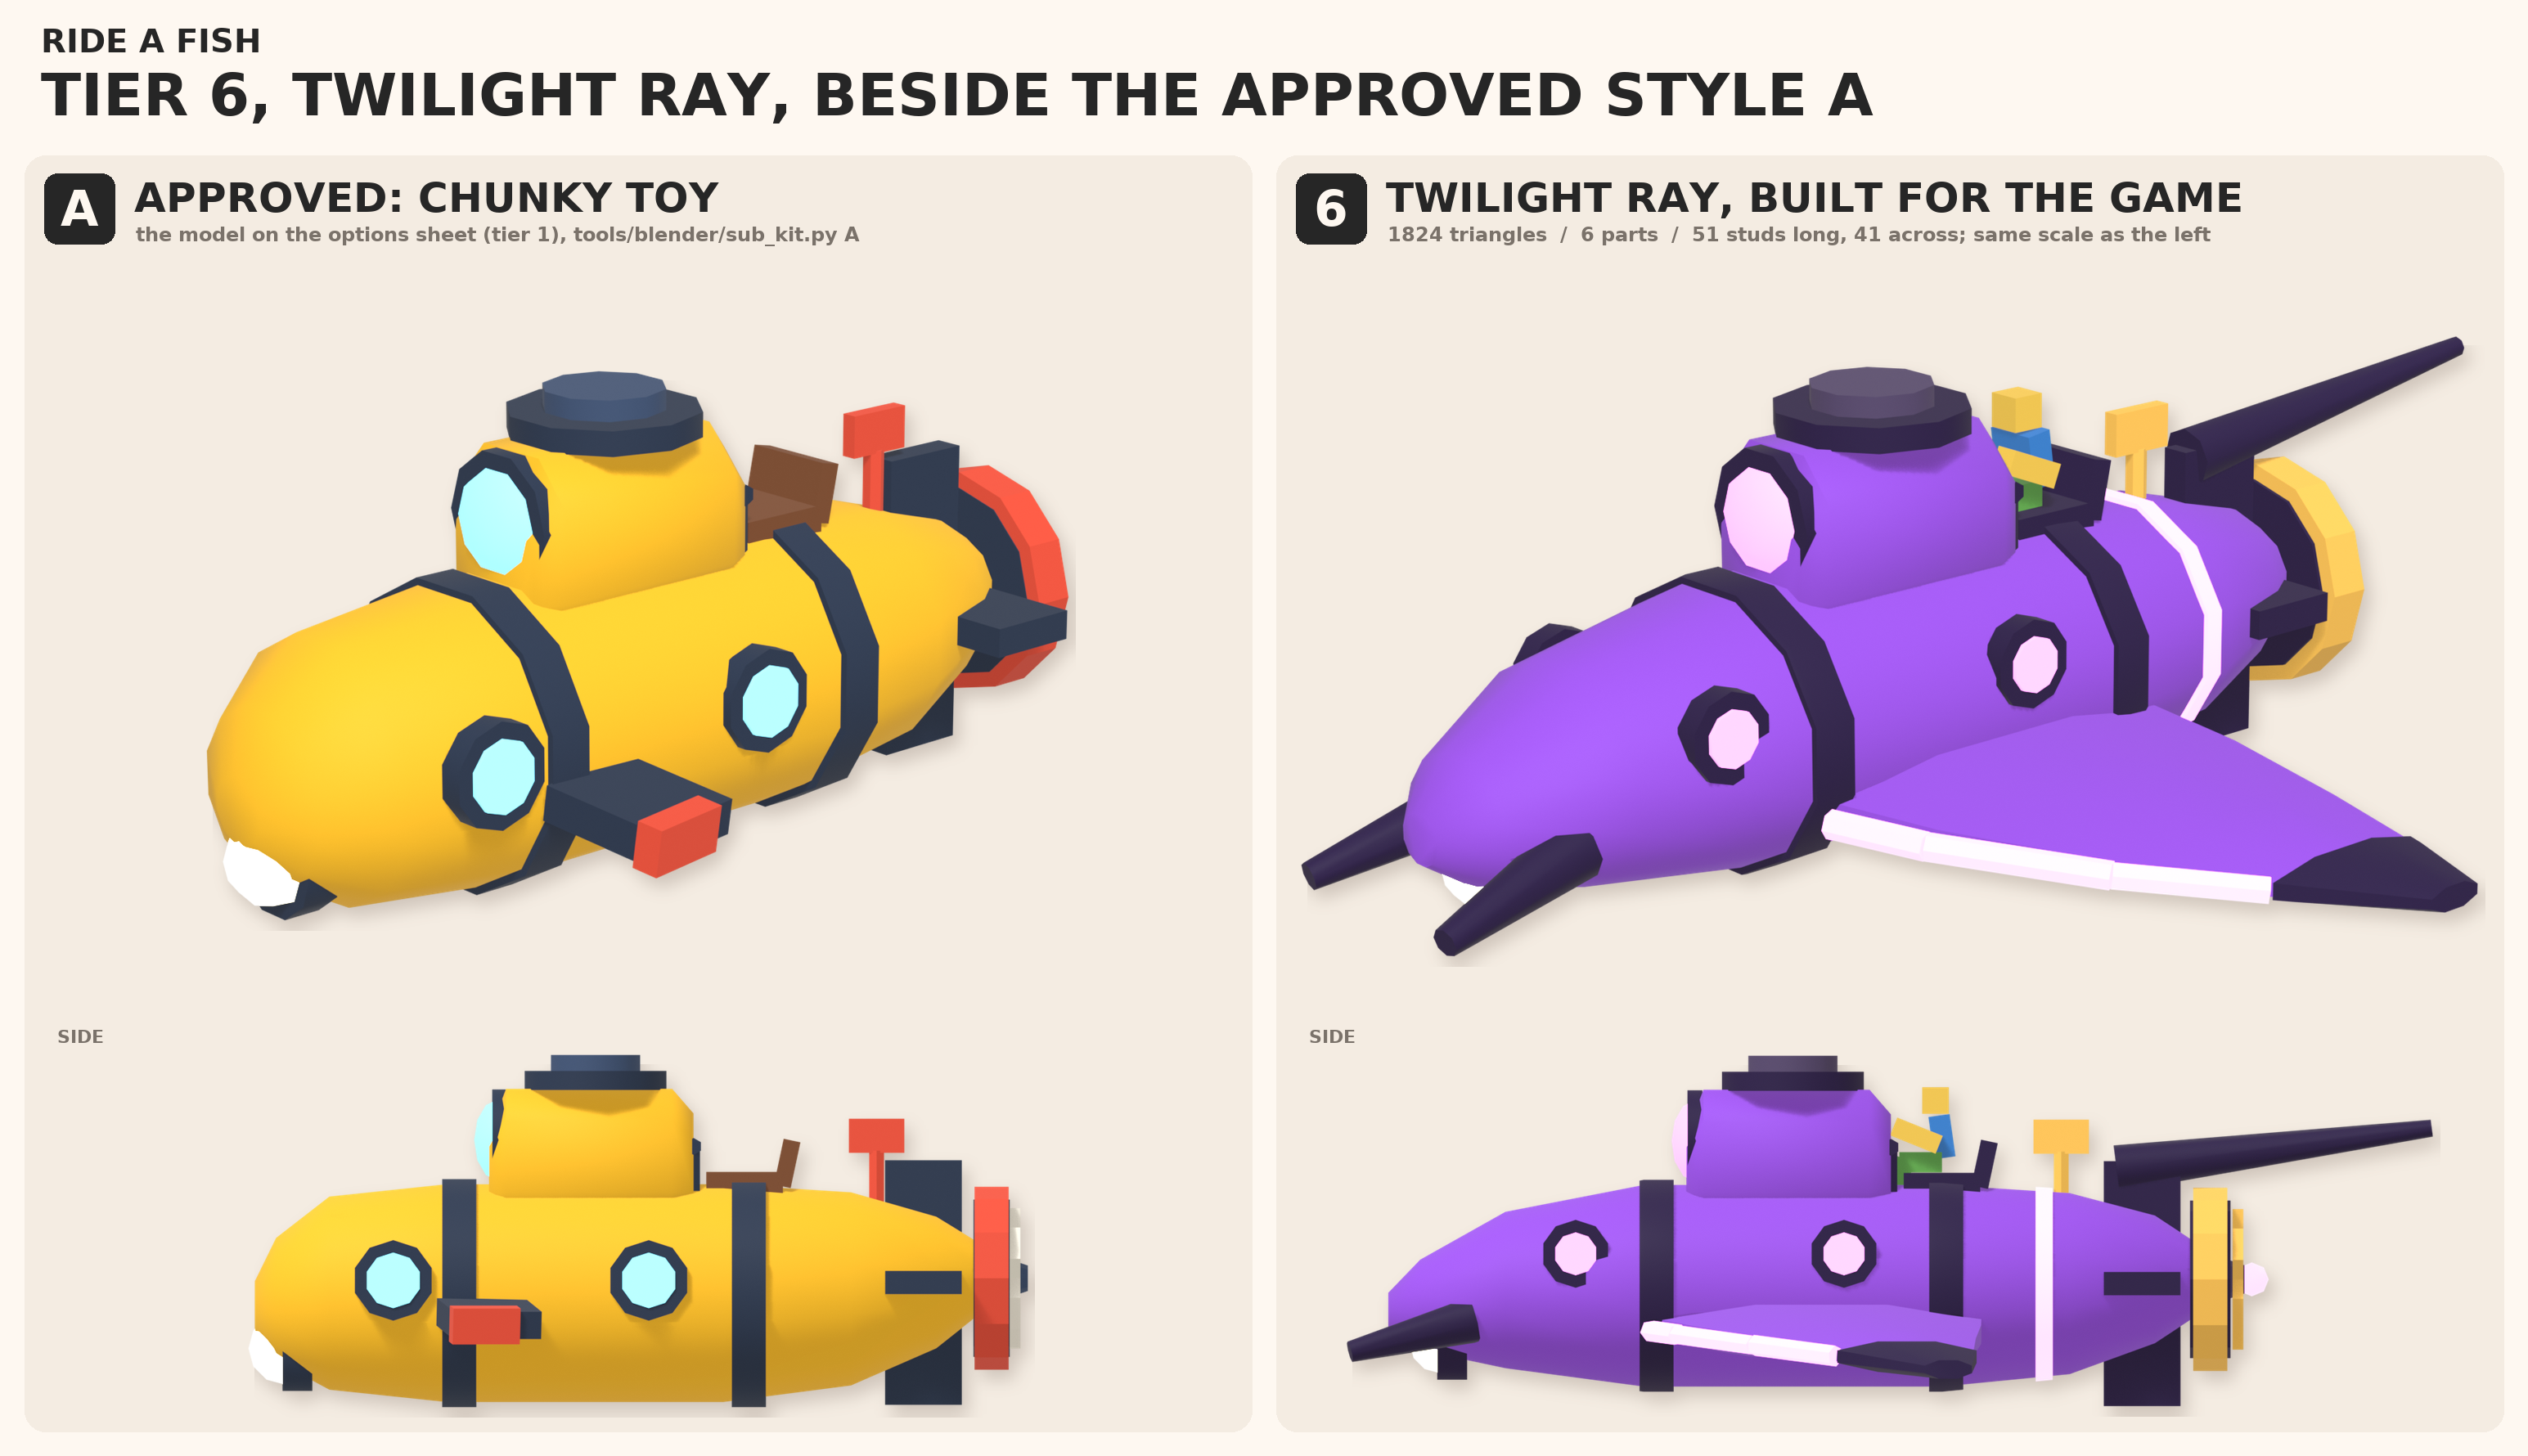 RIDE A FISH
TIER 6, TWILIGHT RAY, BESIDE THE APPROVED STYLE A
A
APPROVED: CHUNKY TOY
the model on the options sheet (tier 1), tools/blender/sub_kit.py A
SIDE
6
TWILIGHT RAY, BUILT FOR THE GAME
1824 triangles / 6 parts / 51 studs long, 41 across; same scale as the left
SIDE